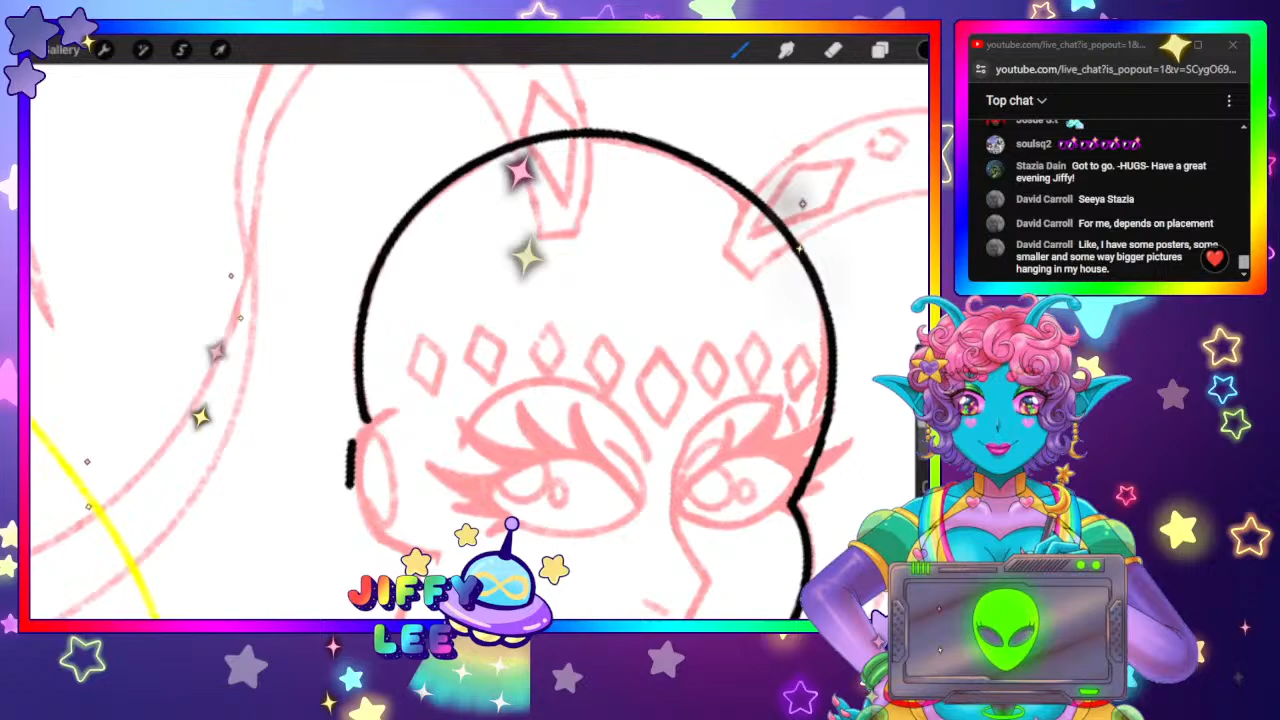 allery
youtube.com/live_chat?is_popout=1&l...
youtube.com/live_chat?is_popout=1&v=SCygO69...
Top chat
soulsq2
Stazia Dain Got to go. -HUGS- Have a great
evening Jiffy!
David Carroll Seeya Stazia
David Carroll For me, depends on placement
David Carroll Like, I have some posters, some
smaller and some way bigger pictures
hanging in my house.
JIFFY
LEE